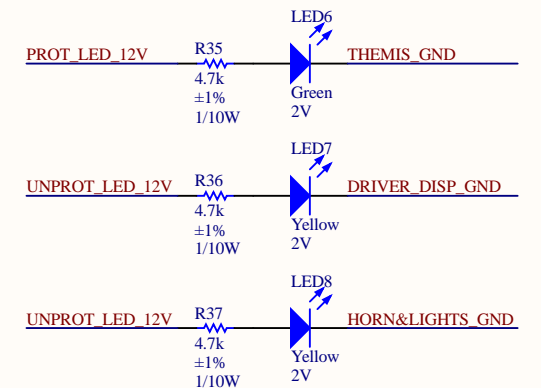 LED6
PROT_LED_12V R35 THEMIS_GND
4.7k Green
±1% 2V
1/10W
LED7
UNPROT_LED_12V R36 DRIVER_DISP_GND
4.7k Yellow
±1% 2V
1/10W
LED8
UNPROT_LED_12V R37 HORN&LIGHTS_GND
4.7k Yellow
±1% 2V
1/10W